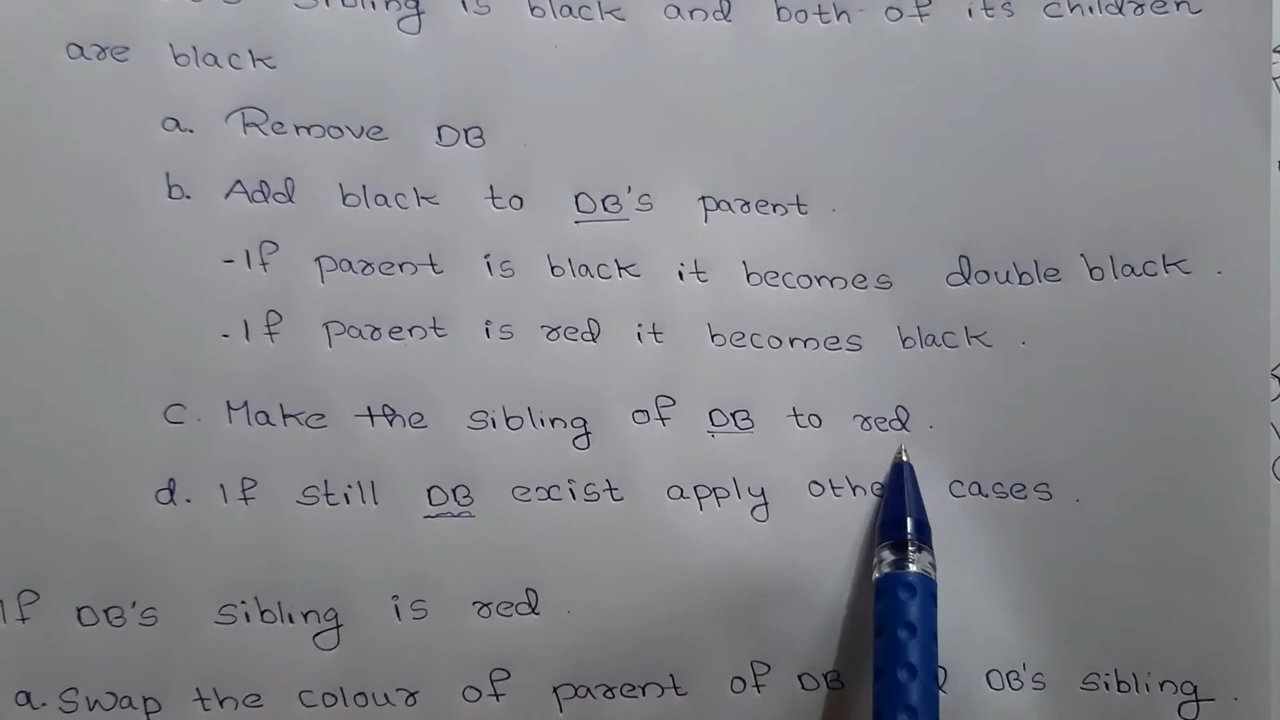 sibling is black and both of its children
are black
a. Remove DB
b. Add black to DB's parent.
-If parent is black it becomes double black.
-If parent is red it becomes black.
c. Make the sibling of DB to red.
d. If still DB exist apply othe cases.
If DB's sibling is red.
a. Swap the colour of parent of DB DB's sibling.